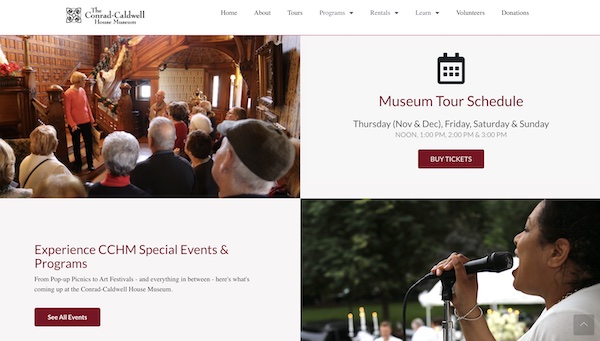 The
Conrad-Caldwell
House Museum
Home About Tours Programs Rentals Learn Volunteers Donations
Museum Tour Schedule
Thursday (Nov & Dec), Friday, Saturday & Sunday
NOON, 1:00 PM, 2:00 PM & 3:00 PM
BUY TICKETS
Experience CCHM Special Events &
Programs
From Pop-up Picnics to Art Festivals - and everything in between - here's what's
coming up at the Conrad-Caldwell House Museum.
See All Events